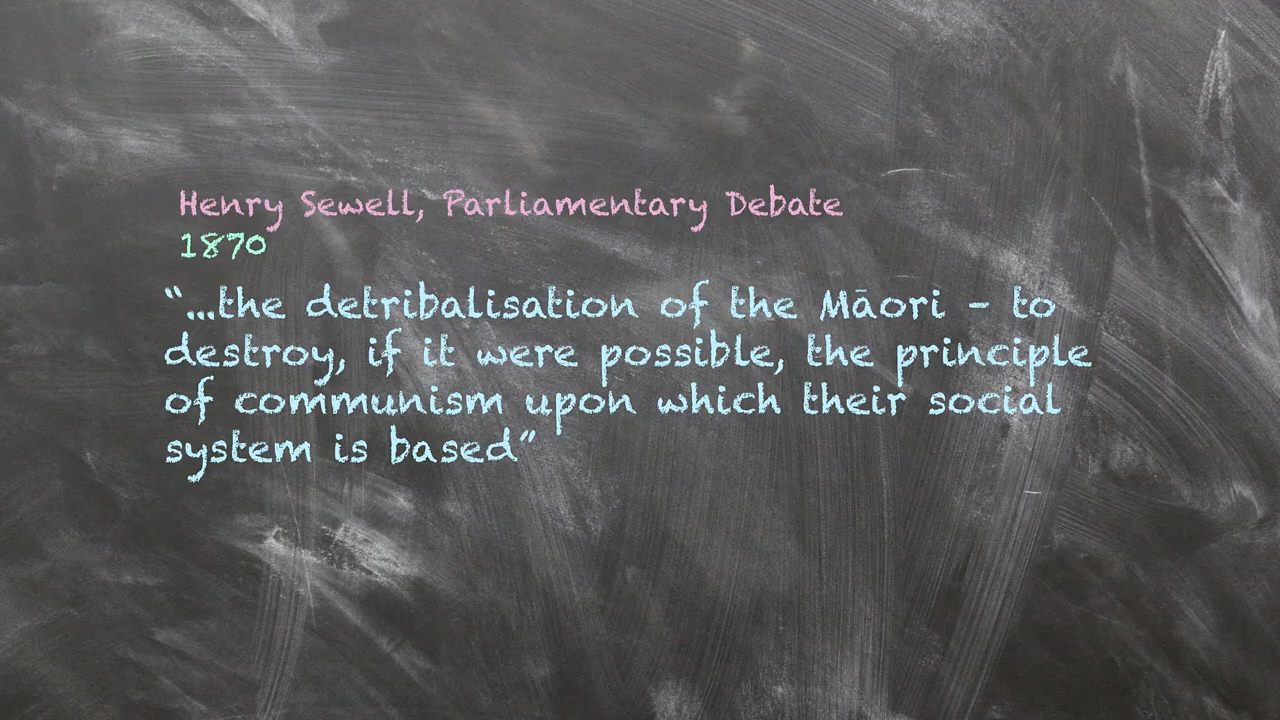 Henry Sewell, Parliamentary Debate
1870
“...the detribalisation of the Māori – to
destroy, if it were possible, the principle
of communism upon which their social
system is based”